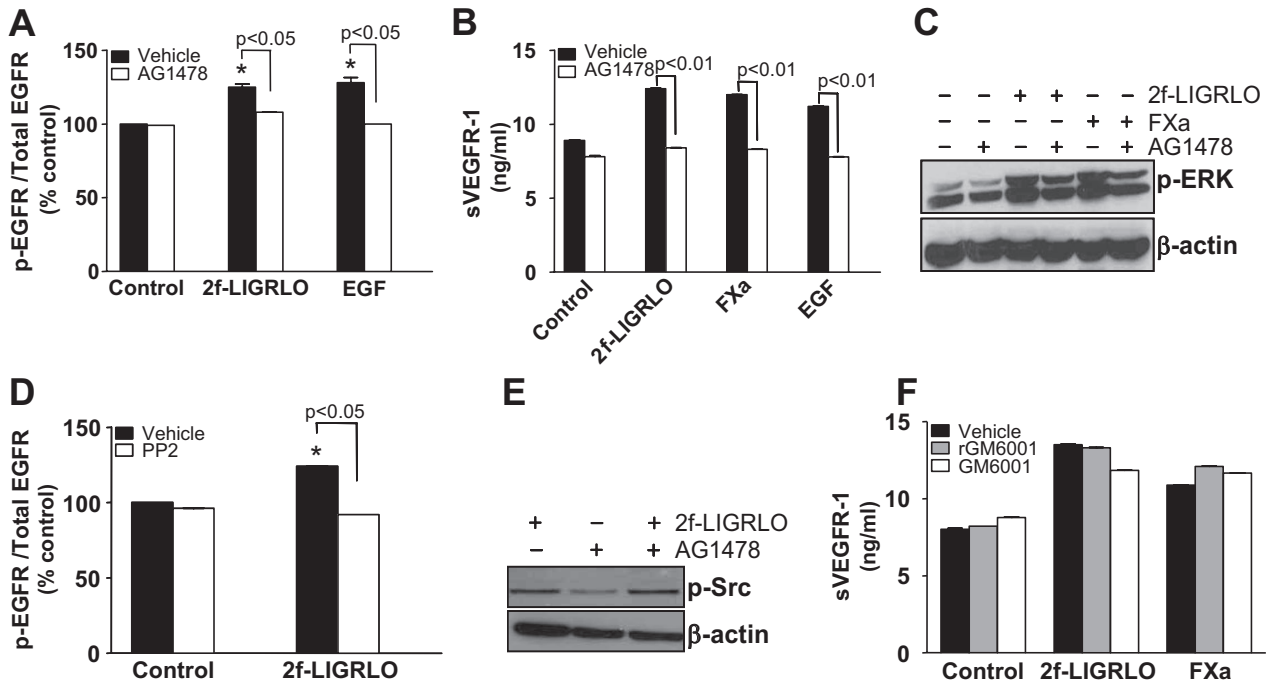 A
p-EGFR /Total EGFR
(% control)
150
100
50
0
Vehicle
AG1478
p<0.05
p<0.05
*
*
Control
2f-LIGRLO
EGF
B
sVEGFR-1
(ng/ml)
15
10
5
0
Vehicle
AG1478
p<0.01
p<0.01
p<0.01
Control
2f-LIGRLO
FXa
EGF
C
– – + + – – 2f-LIGRLO
– – – – + + FXa
– + – + – + AG1478
p-ERK
β-actin
D
p-EGFR /Total EGFR
(% control)
150
100
50
0
Vehicle
PP2
p<0.05
*
Control
2f-LIGRLO
E
+ – + 2f-LIGRLO
– + + AG1478
p-Src
β-actin
F
sVEGFR-1
(ng/ml)
15
10
5
0
Vehicle
rGM6001
GM6001
Control
2f-LIGRLO
FXa